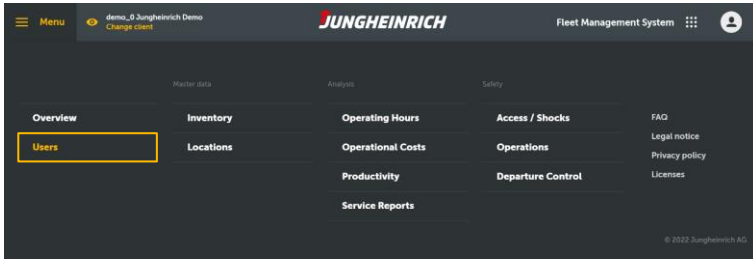 Menu
demo_0 Jungheinrich Demo
Change client
JUNGHEINRICH
Fleet Management System
Master data
Analysis
Safety
Overview
Inventory
Operating Hours
Access / Shocks
FAQ
Users
Locations
Operational Costs
Operations
Legal notice
Privacy policy
Productivity
Departure Control
Licenses
Service Reports
© 2022 Jungheinrich AG